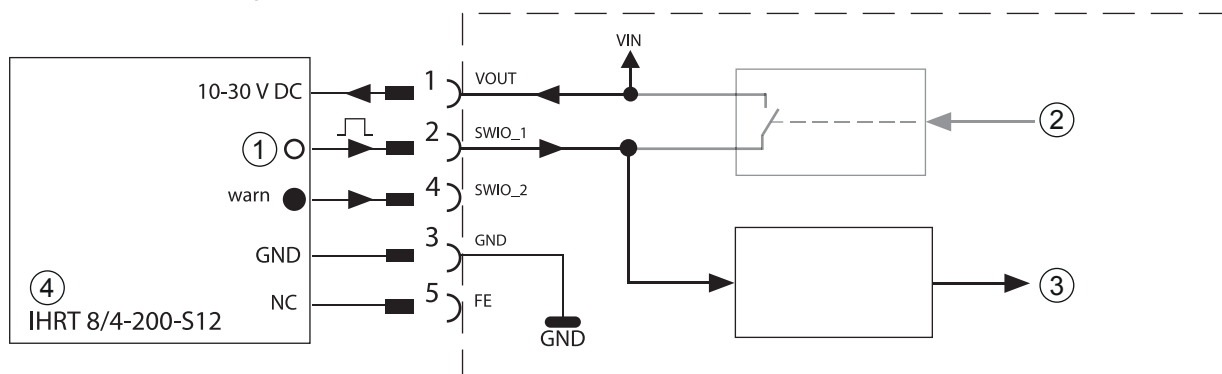 VIN
10-30 V DC 1 VOUT
2 SWIO_1 2
1
warn 4 SWIO_2
GND 3 GND
4 NC 5 FE 3
IHRT 8/4-200-S12
GND